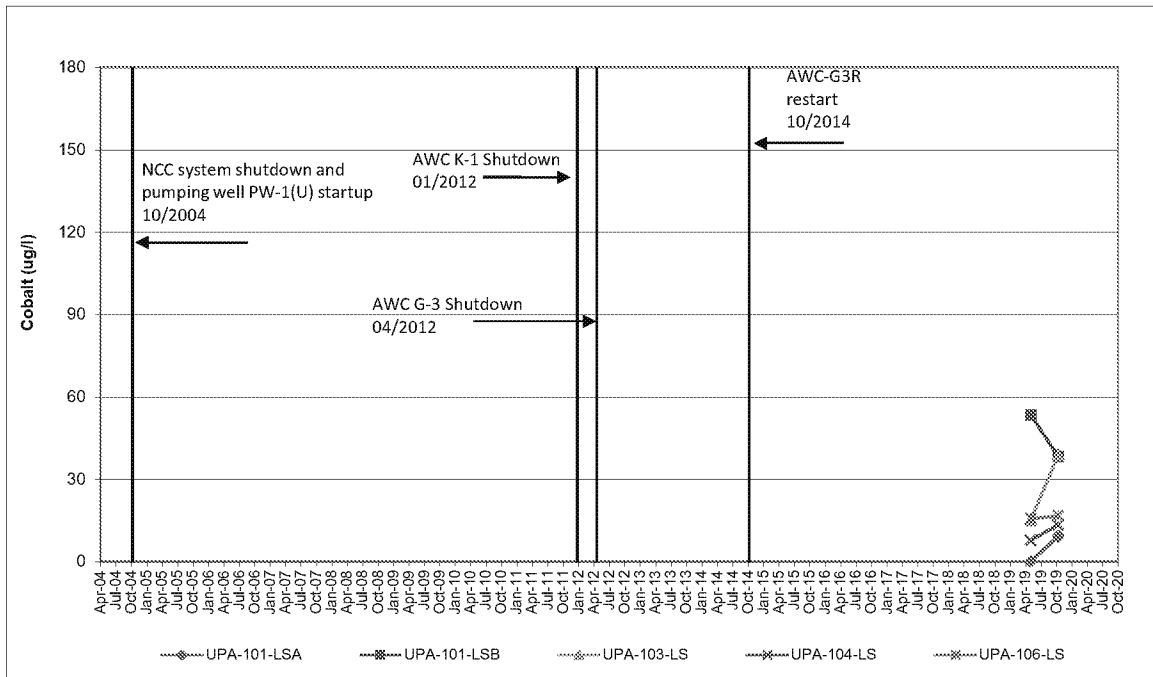 180
150
120
90
60
30
0
Cobalt (ug/l)
NCC system shutdown and
pumping well PW-1(U) startup
10/2004
AWC K-1 Shutdown
01/2012
AWC G-3 Shutdown
04/2012
AWC-G3R
restart
10/2014
Apr-04
Jul-04
Oct-04
Jan-05
Apr-05
Jul-05
Oct-05
Jan-06
Apr-06
Jul-06
Oct-06
Jan-07
Apr-07
Jul-07
Oct-07
Jan-08
Apr-08
Jul-08
Oct-08
Jan-09
Apr-09
Jul-09
Oct-09
Jan-10
Apr-10
Jul-10
Oct-10
Jan-11
Apr-11
Jul-11
Oct-11
Jan-12
Apr-12
Jul-12
Oct-12
Jan-13
Apr-13
Jul-13
Oct-13
Jan-14
Apr-14
Jul-14
Oct-14
Jan-15
Apr-15
Jul-15
Oct-15
Jan-16
Apr-16
Jul-16
Oct-16
Jan-17
Apr-17
Jul-17
Oct-17
Jan-18
Apr-18
Jul-18
Oct-18
Jan-19
Apr-19
Jul-19
Oct-19
Jan-20
Apr-20
Jul-20
Oct-20
UPA-101-LSA
UPA-101-LSB
UPA-103-LS
UPA-104-LS
UPA-106-LS